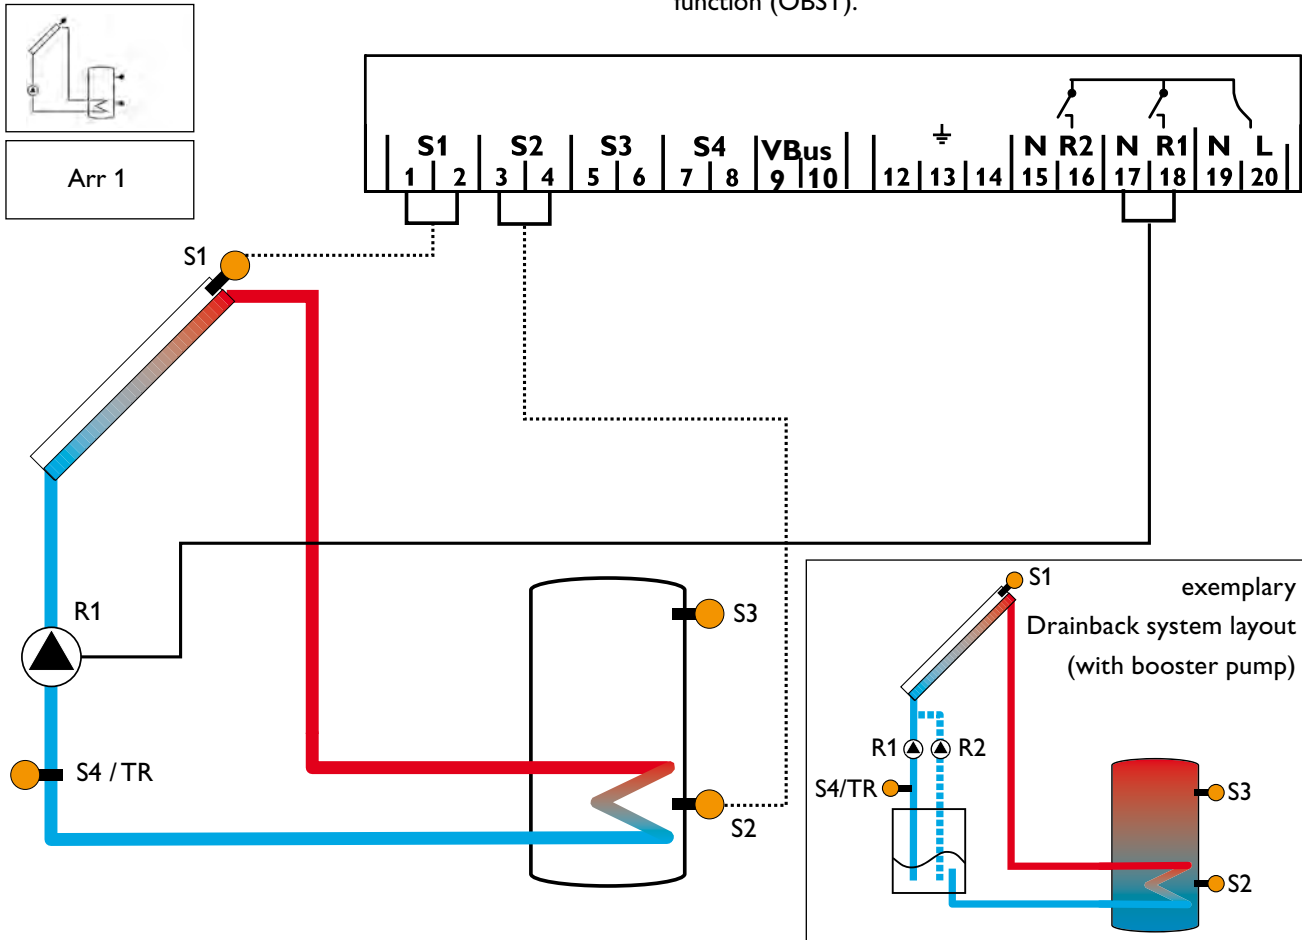 function (OBST).
Arr 1
S1 S2 S3 S4 VBus N R2 N R1 N L
1 2 3 4 5 6 7 8 9 10 12 13 14 15 16 17 18 19 20
S1
R1
S4 / TR
S3
S2
S1
exemplary
Drainback system layout
(with booster pump)
R1 R2
S4/TR
S3
S2